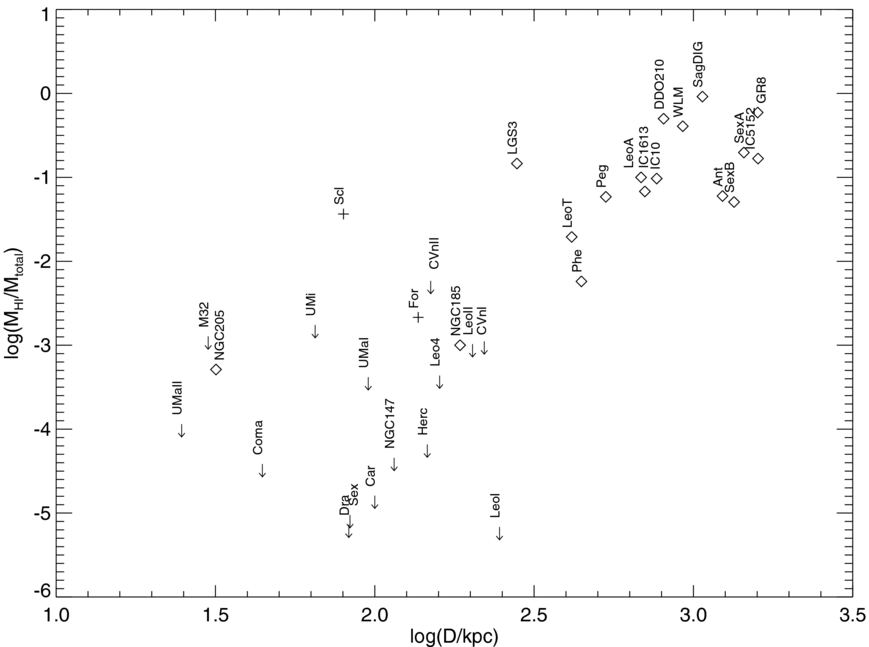 1
0
-1
-2
-3
-4
-5
-6
log(M_HI/M_total)
1.0 1.5 2.0 2.5 3.0 3.5
log(D/kpc)
UMaII
M32
NGC205
Coma
UMi
Scl
UMaI
Dra
Sex
Car
NGC147
For
Herc
CVnII
Leo4
NGC185
LeoII
CVnI
LeoI
LGS3
LeoT
Phe
Peg
LeoA
IC1613
IC10
DDO210
WLM
SagDIG
Ant
SexB
SexA
IC5152
GR8